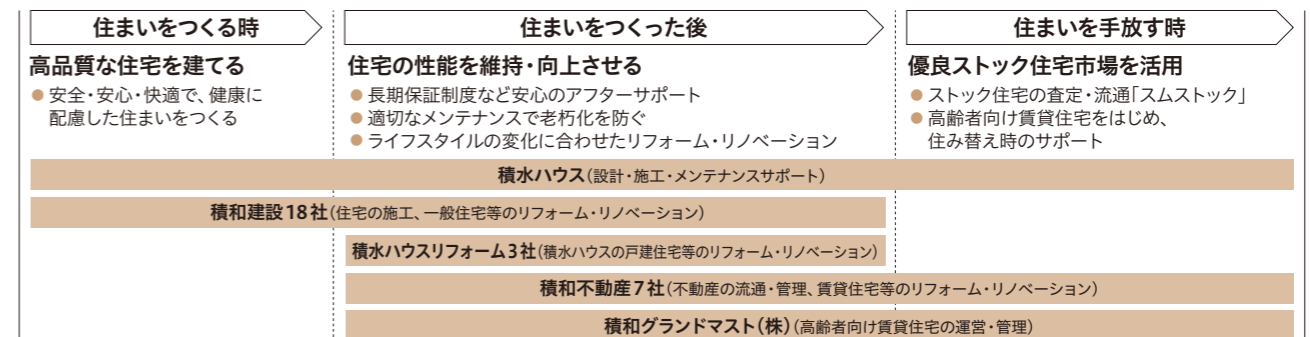 住まいをつくる時
高品質な住宅を建てる
● 安全・安心・快適で、健康に
配慮した住まいをつくる
住まいをつくった後
住宅の性能を維持・向上させる
● 長期保証制度など安心のアフターサポート
● 適切なメンテナンスで老朽化を防ぐ
● ライフスタイルの変化に合わせたリフォーム・リノベーション
住まいを手放す時
優良ストック住宅市場を活用
● ストック住宅の査定・流通「スムストック」
● 高齢者向け賃貸住宅をはじめ、
住み替え時のサポート
積水ハウス(設計・施工・メンテナンスサポート)
積和建設18社(住宅の施工、一般住宅等のリフォーム・リノベーション)
積水ハウスリフォーム3社(積水ハウスの戸建住宅等のリフォーム・リノベーション)
積和不動産7社(不動産の流通・管理、賃貸住宅等のリフォーム・リノベーション)
積和グランドマスト(株)(高齢者向け賃貸住宅の運営・管理)